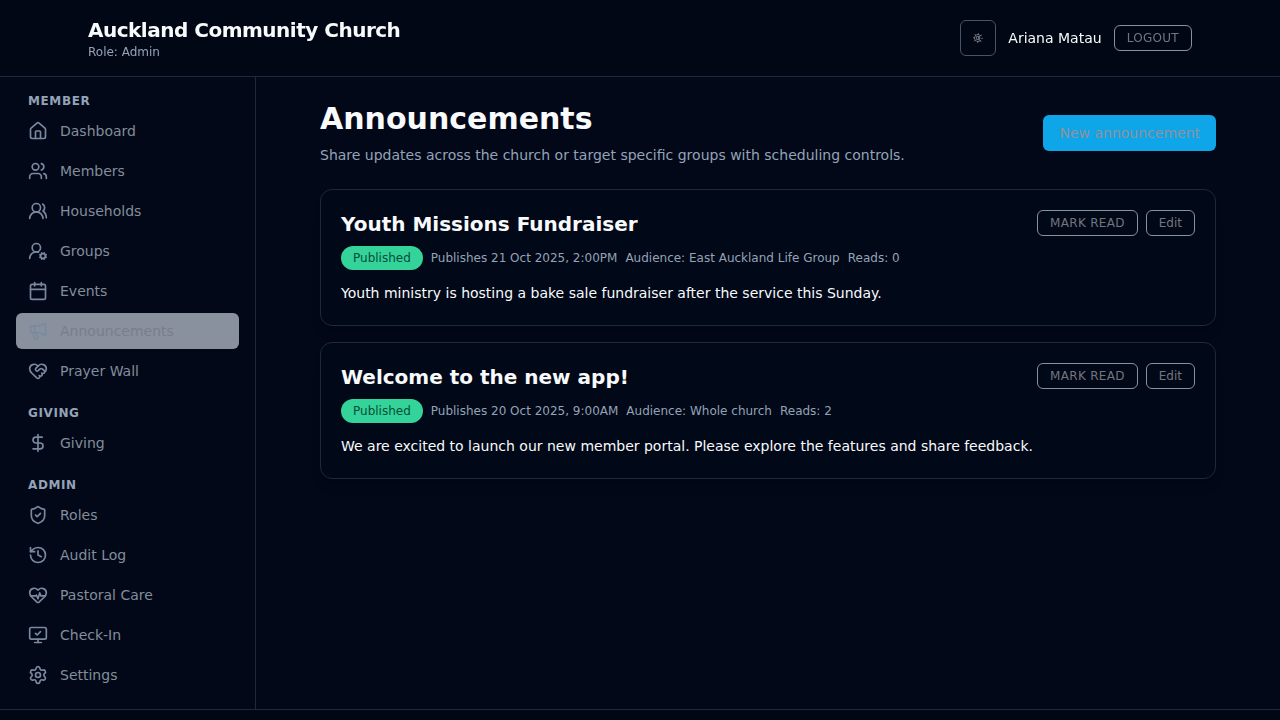 Auckland Community Church
Role: Admin
Ariana Matau
LOGOUT
MEMBER
Dashboard
Members
Households
Groups
Events
Announcements
Prayer Wall
GIVING
Giving
ADMIN
Roles
Audit Log
Pastoral Care
Check-In
Settings
Announcements
Share updates across the church or target specific groups with scheduling controls.
New announcement
Youth Missions Fundraiser
MARK READ Edit
Published Publishes 21 Oct 2025, 2:00PM Audience: East Auckland Life Group Reads: 0
Youth ministry is hosting a bake sale fundraiser after the service this Sunday.
Welcome to the new app!
MARK READ Edit
Published Publishes 20 Oct 2025, 9:00AM Audience: Whole church Reads: 2
We are excited to launch our new member portal. Please explore the features and share feedback.